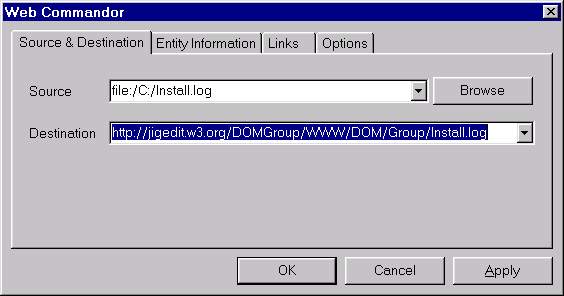 Web Commandor
Source & Destination Entity Information Links Options
Source file:/C:/Install.log Browse
Destination http://jigedit.w3.org/DOMGroup/WWW/DOM/Group/Install.log
OK Cancel Apply